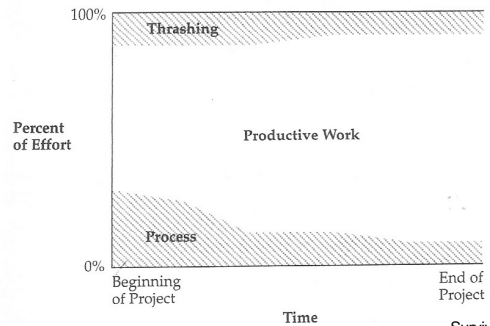 100%
Thrashing
Percent
of Effort
Productive Work
Process
0%
Beginning
of Project
End of
Project
Time